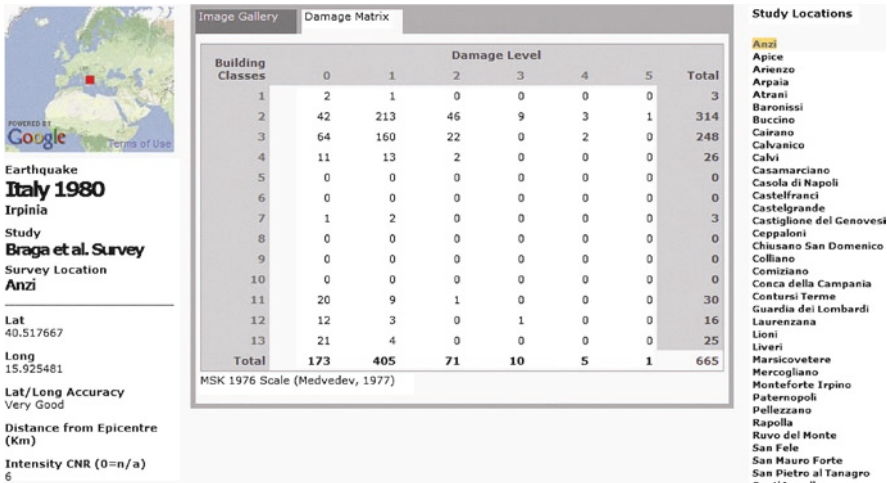 POWERED BY
Google
Terms of Use
Earthquake
Italy 1980
Irpinia
Study
Braga et al. Survey
Survey Location
Anzi
Lat
40.517667
Long
15.925481
Lat/Long Accuracy
Very Good
Distance from Epicentre
(Km)
Intensity CNR (0=n/a)
6
Image Gallery Damage Matrix
Building Classes Damage Level
0 1 2 3 4 5 Total
1 2 1 0 0 0 0 3
2 42 213 46 9 3 1 314
3 64 160 22 0 2 0 248
4 11 13 2 0 0 0 26
5 0 0 0 0 0 0 0
6 0 0 0 0 0 0 0
7 1 2 0 0 0 0 3
8 0 0 0 0 0 0 0
9 0 0 0 0 0 0 0
10 0 0 0 0 0 0 0
11 20 9 1 0 0 0 30
12 12 3 0 1 0 0 16
13 21 4 0 0 0 0 25
Total 173 405 71 10 5 1 665
MSK 1976 Scale (Medvedev, 1977)
Study Locations
Anzi
Apice
Arienzo
Arpaia
Atrani
Baronissi
Buccino
Cairano
Calvanico
Calvi
Casamarciano
Casola di Napoli
Castelfranci
Castelgrande
Castiglione del Genovesi
Ceppaloni
Chiusano San Domenico
Colliano
Comiziano
Conca della Campania
Contursi Terme
Guardia dei Lombardi
Laurenzana
Lioni
Liveri
Marsicovetere
Mercogliano
Monteforte Irpino
Paternopoli
Pellezzano
Rapolla
Ruvo del Monte
San Fele
San Mauro Forte
San Pietro al Tanagro